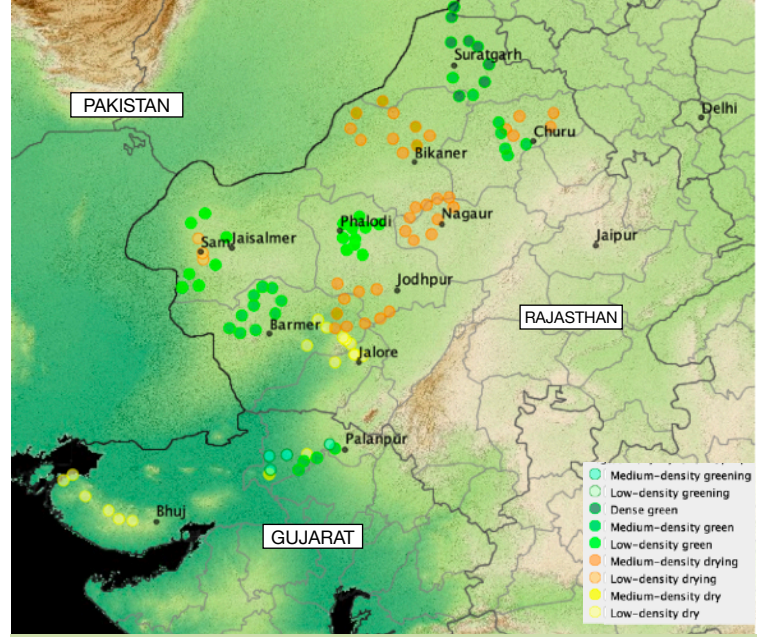 Suratgarh
PAKISTAN
Delhi
Churu
Bikaner
Phalodi
Nagaur
Sam
Jaisalmer
Jaipur
Jodhpur
RAJASTHAN
Barmer
Jalore
Palanpur
Bhuj
GUJARAT
Medium-density greening
Low-density greening
Dense green
Medium-density green
Low-density green
Medium-density drying
Low-density drying
Medium-density dry
Low-density dry